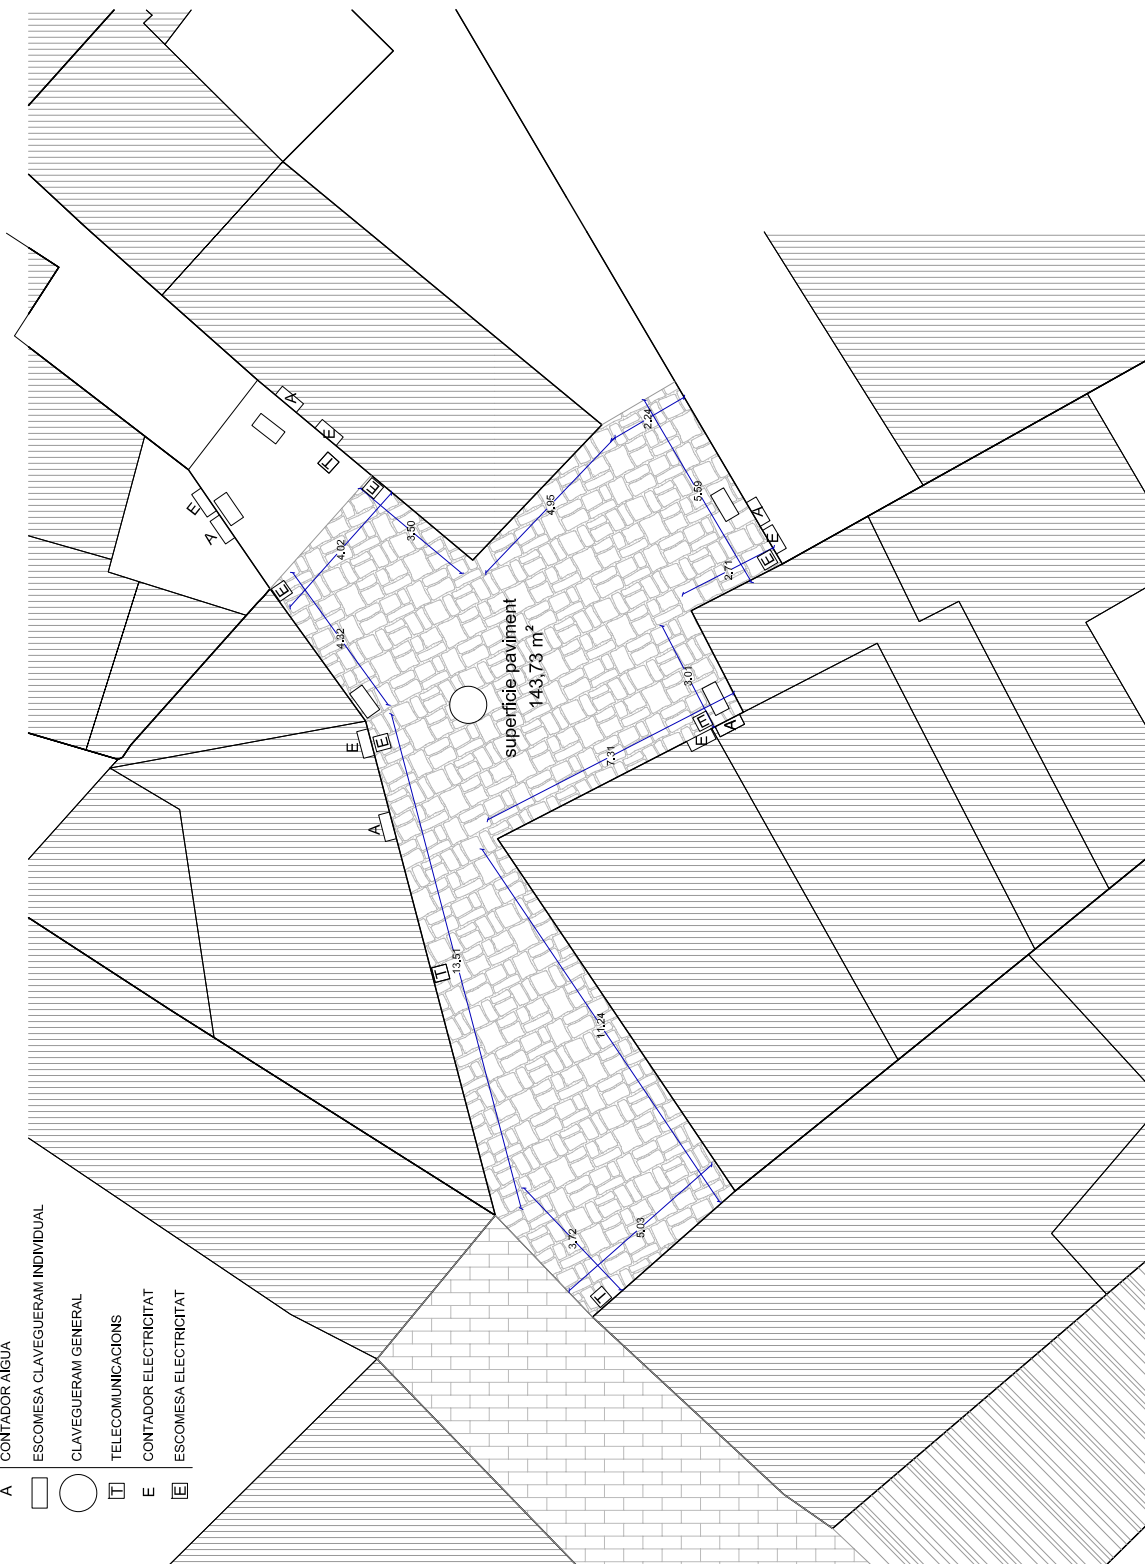 A CONTADOR AIGUA
ESCOMESA CLAVEGUERAM INDIVIDUAL
CLAVEGUERAM GENERAL
T TELECOMUNICACIONS
E CONTADOR ELECTRICITAT
E ESCOMESA ELECTRICITAT
superficie paviment
143,73 m²
A
E
T
E
E
A
E
4.02
3.50
4.32
4.95
2.24
5.59
2.71
A
E
E
3.01
E
E
A
7.31
E
E
A
T
13.51
11.24
3.72
5.03
T